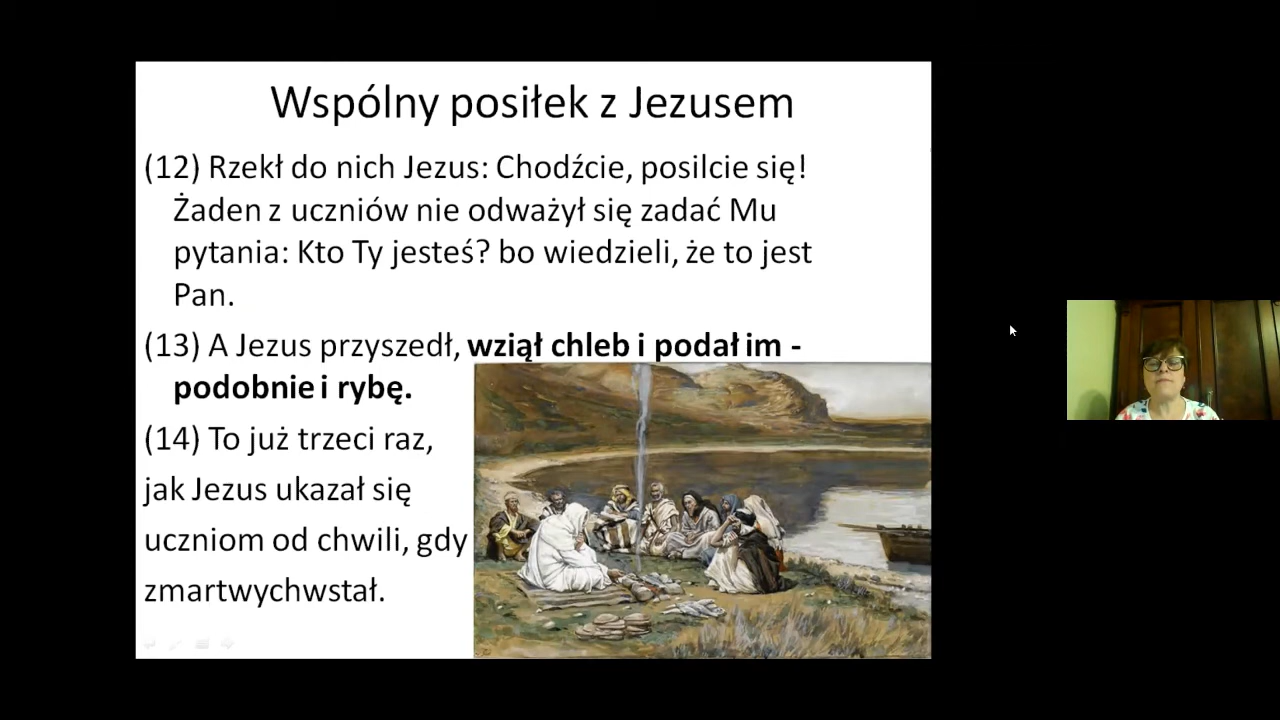 Wspólny posiłek z Jezusem
(12) Rzekł do nich Jezus: Chodźcie, posilcie się!
Żaden z uczniów nie odważył się zadać Mu
pytania: Kto Ty jesteś? bo wiedzieli, że to jest
Pan.
(13) A Jezus przyszedł, wziął chleb i podał im -
podobnie i rybę.
(14) To już trzeci raz,
jak Jezus ukazał się
uczniom od chwili, gdy
zmartwychwstał.